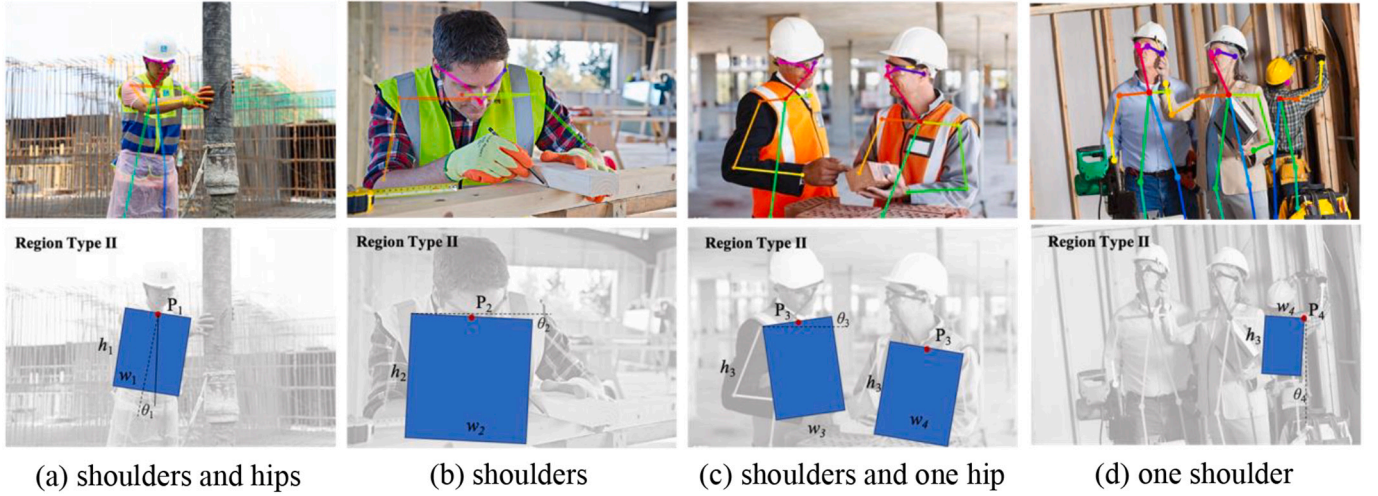 Region Type II
P1
h1
w1
θ1
Region Type II
P2
θ2
h2
w2
Region Type II
P3
θ3
h3
w3
P3
h3
w4
Region Type II
w4 P4
h3
θ4
(a) shoulders and hips
(b) shoulders
(c) shoulders and one hip
(d) one shoulder